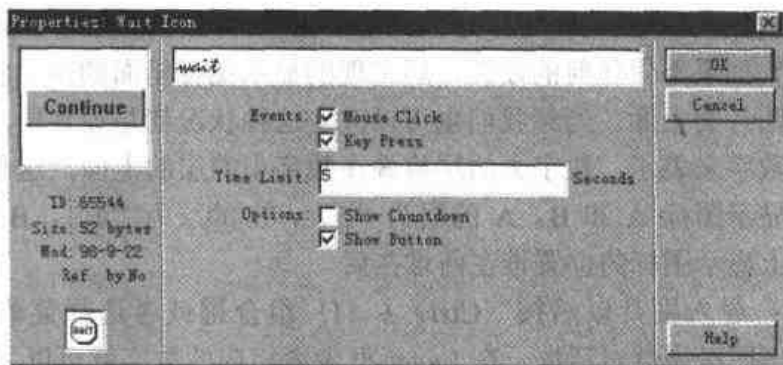 Properties: Wait Icon
wait
Continue
Events: Mouse Click
Key Press
Time Limit: 5 Seconds
Options: Show Countdown
Show Button
ID: 65544
Size: 52 bytes
Mod: 98-9-22
Ref. by No
WAIT
OK
Cancel
Help